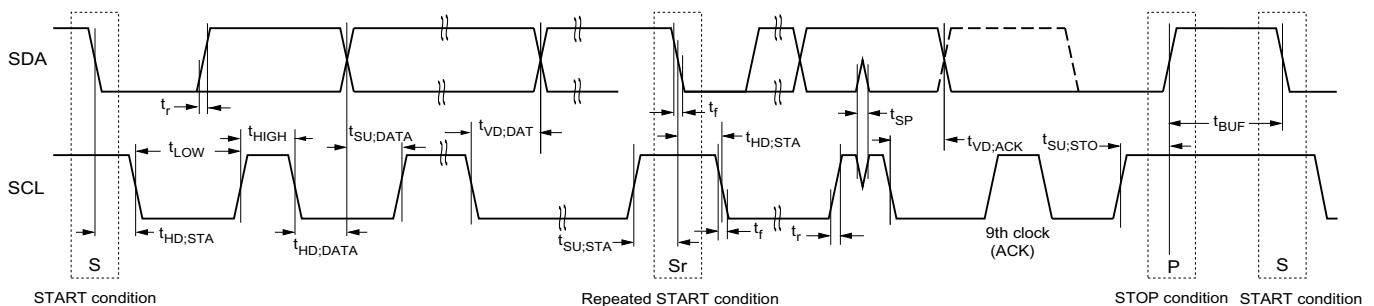 SDA
t_r
t_f
t_SP
t_BUF
t_LOW
t_HIGH
t_SU;DATA
t_VD;DAT
t_HD;STA
t_VD;ACK
t_SU;STO
SCL
t_HD;STA
t_HD;DATA
t_SU;STA
t_f
t_r
9th clock
(ACK)
S
Sr
P
S
START condition
Repeated START condition
STOP condition
START condition